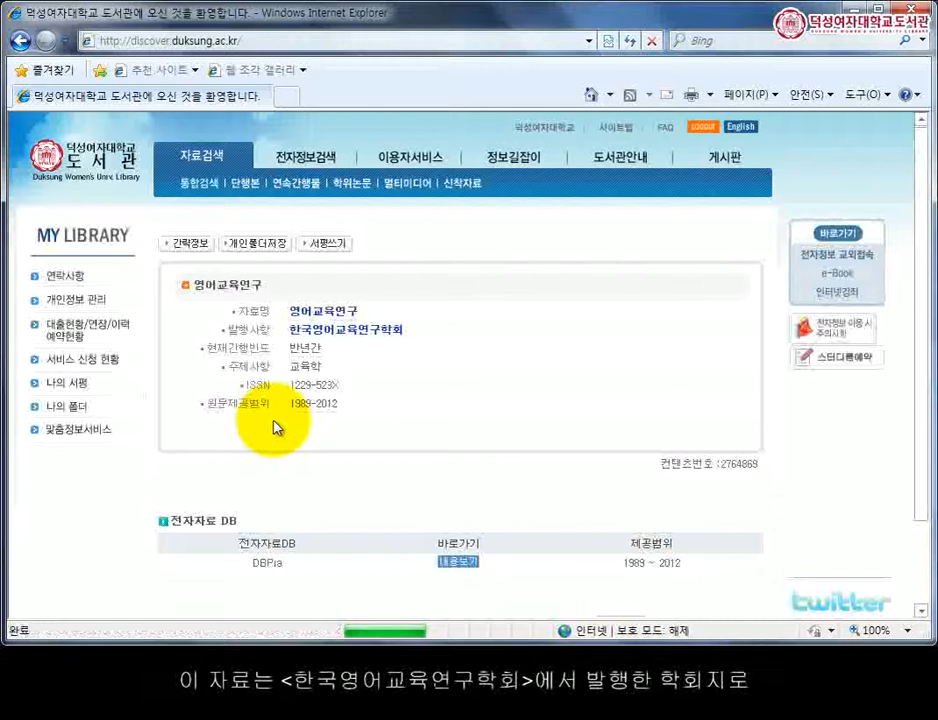 덕성여자대학교 도서관에 오신 것을 환영합니다. - Windows Internet Explorer
덕성여자대학교도서관
http://discover.duksung.ac.kr/
Bing
즐겨찾기 추천 사이트 웹 조각 갤러리
덕성여자대학교 도서관에 오신 것을 환영합니다.
페이지(P) 안전(S) 도구(O)
덕성여자대학교 사이트맵 FAQ Logout English
덕성여자대학교
도서관
Duksung Women's Univ. Library
자료검색 전자정보검색 이용자서비스 정보길잡이 도서관안내 게시판
통합검색 단행본 연속간행물 학위논문 멀티미디어 신착자료
MY LIBRARY
연락사항
개인정보 관리
대출현황/연장/이력
예약현황
서비스 신청 현황
나의 서평
나의 폴더
맞춤정보서비스
간략정보 개인폴더저장 서평쓰기
영어교육연구
자료명 영어교육연구
발행사항 한국영어교육연구학회
현재간행빈도 반년간
주제사항 교육학
ISSN 1229-523X
원문제공범위 1989-2012
컨텐츠번호 :2764869
바로가기
전자정보 교외접속
e-Book
인터넷강좌
전자정보 이용시
주의사항
스터디룸예약
전자자료 DB
전자자료DB 바로가기 제공범위
DBPia 내용보기 1989 ~ 2012
twitter
완료
인터넷 | 보호 모드: 해제
100%
이 자료는 <한국영어교육연구학회>에서 발행한 학회지로